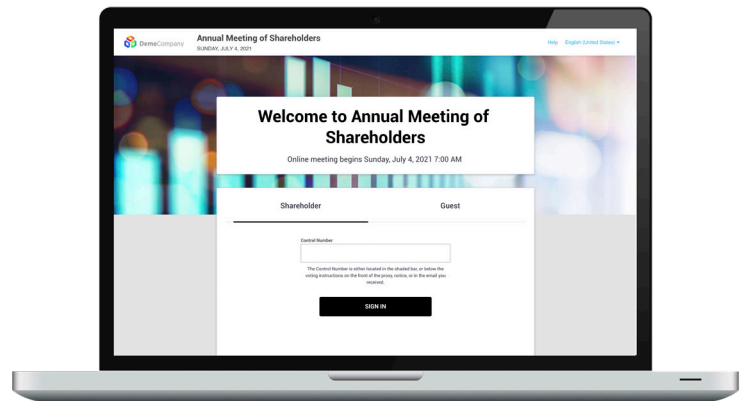 DemoCompany
Annual Meeting of Shareholders
SUNDAY, JULY 4, 2021
Help English (United States)
Welcome to Annual Meeting of
Shareholders
Online meeting begins Sunday, July 4, 2021 7:00 AM
Shareholder Guest
Control Number
The Control Number is either located in the shaded bar, or below the
voting instructions on the front of the proxy, notice, or in the email you
received.
SIGN IN